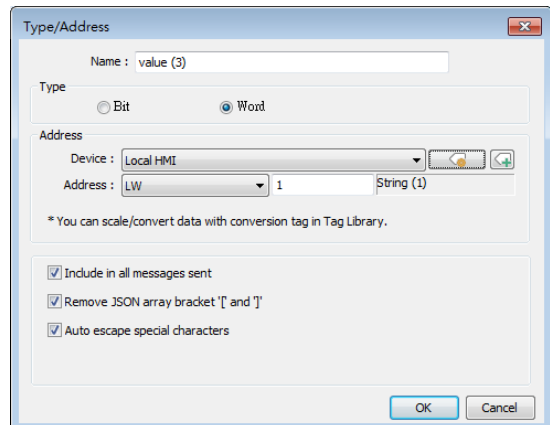 Type/Address
Name : value (3)
Type
Bit Word
Address
Device : Local HMI
Address : LW 1 String (1)
* You can scale/convert data with conversion tag in Tag Library.
Include in all messages sent
Remove JSON array bracket '[' and ']'
Auto escape special characters
OK Cancel